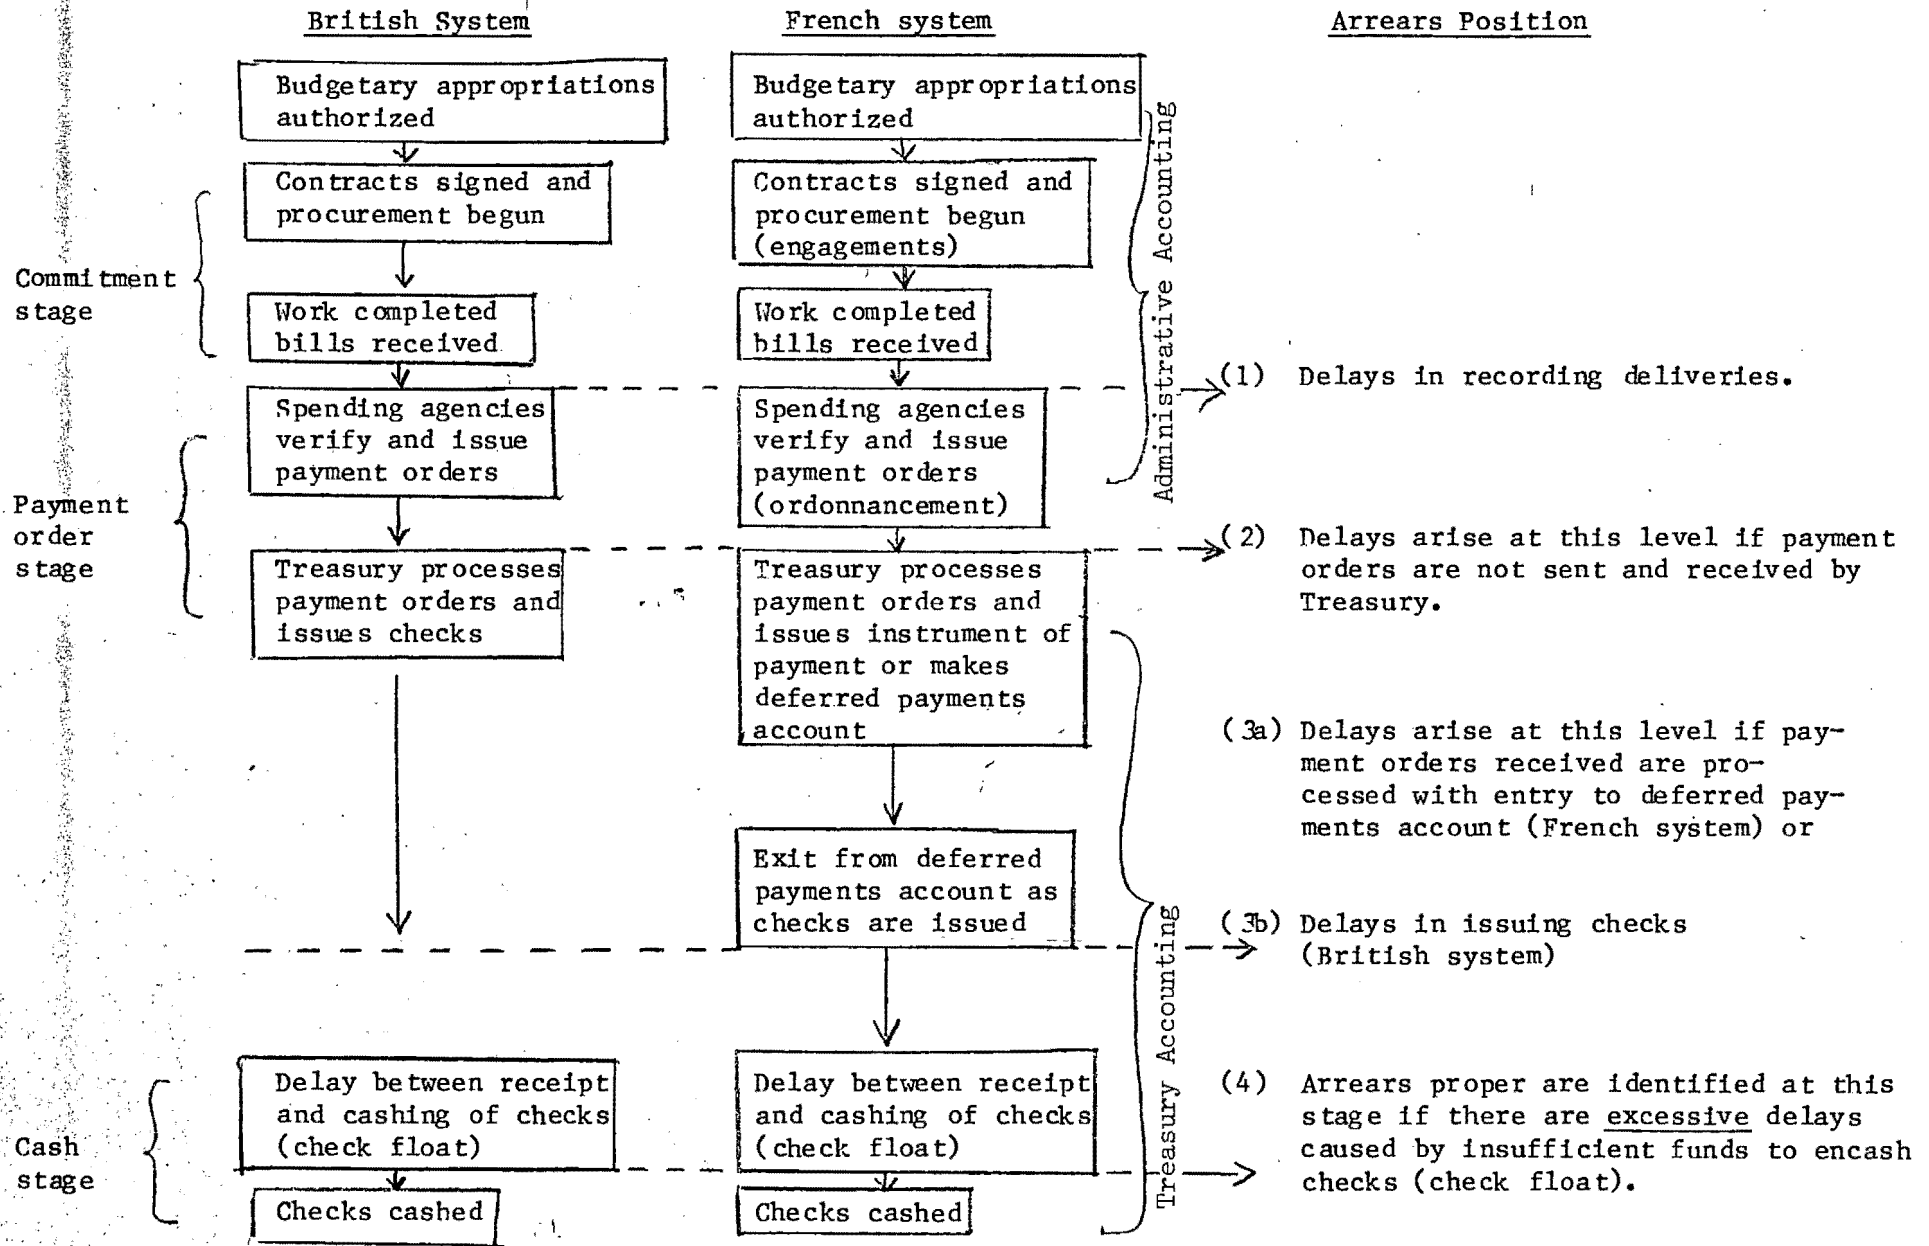 British System
French system
Arrears Position
Budgetary appropriations
authorized
Budgetary appropriations
authorized
Contracts signed and
procurement begun
Contracts signed and
procurement begun
(engagements)
Commitment
stage
Work completed
bills received
Work completed
bills received
Administrative Accounting
(1) Delays in recording deliveries.
Spending agencies
verify and issue
payment orders
Spending agencies
verify and issue
payment orders
(ordonnancement)
Payment
order
stage
(2) Delays arise at this level if payment
orders are not sent and received by
Treasury.
Treasury processes
payment orders and
issues checks
Treasury processes
payment orders and
issues instrument of
payment or makes
deferred payments
account
(3a) Delays arise at this level if pay-
ment orders received are pro-
cessed with entry to deferred pay-
ments account (French system) or
Exit from deferred
payments account as
checks are issued
(3b) Delays in issuing checks
(British system)
Treasury Accounting
Cash
stage
Delay between receipt
and cashing of checks
(check float)
Delay between receipt
and cashing of checks
(check float)
(4) Arrears proper are identified at this
stage if there are excessive delays
caused by insufficient funds to encash
checks (check float).
Checks cashed
Checks cashed